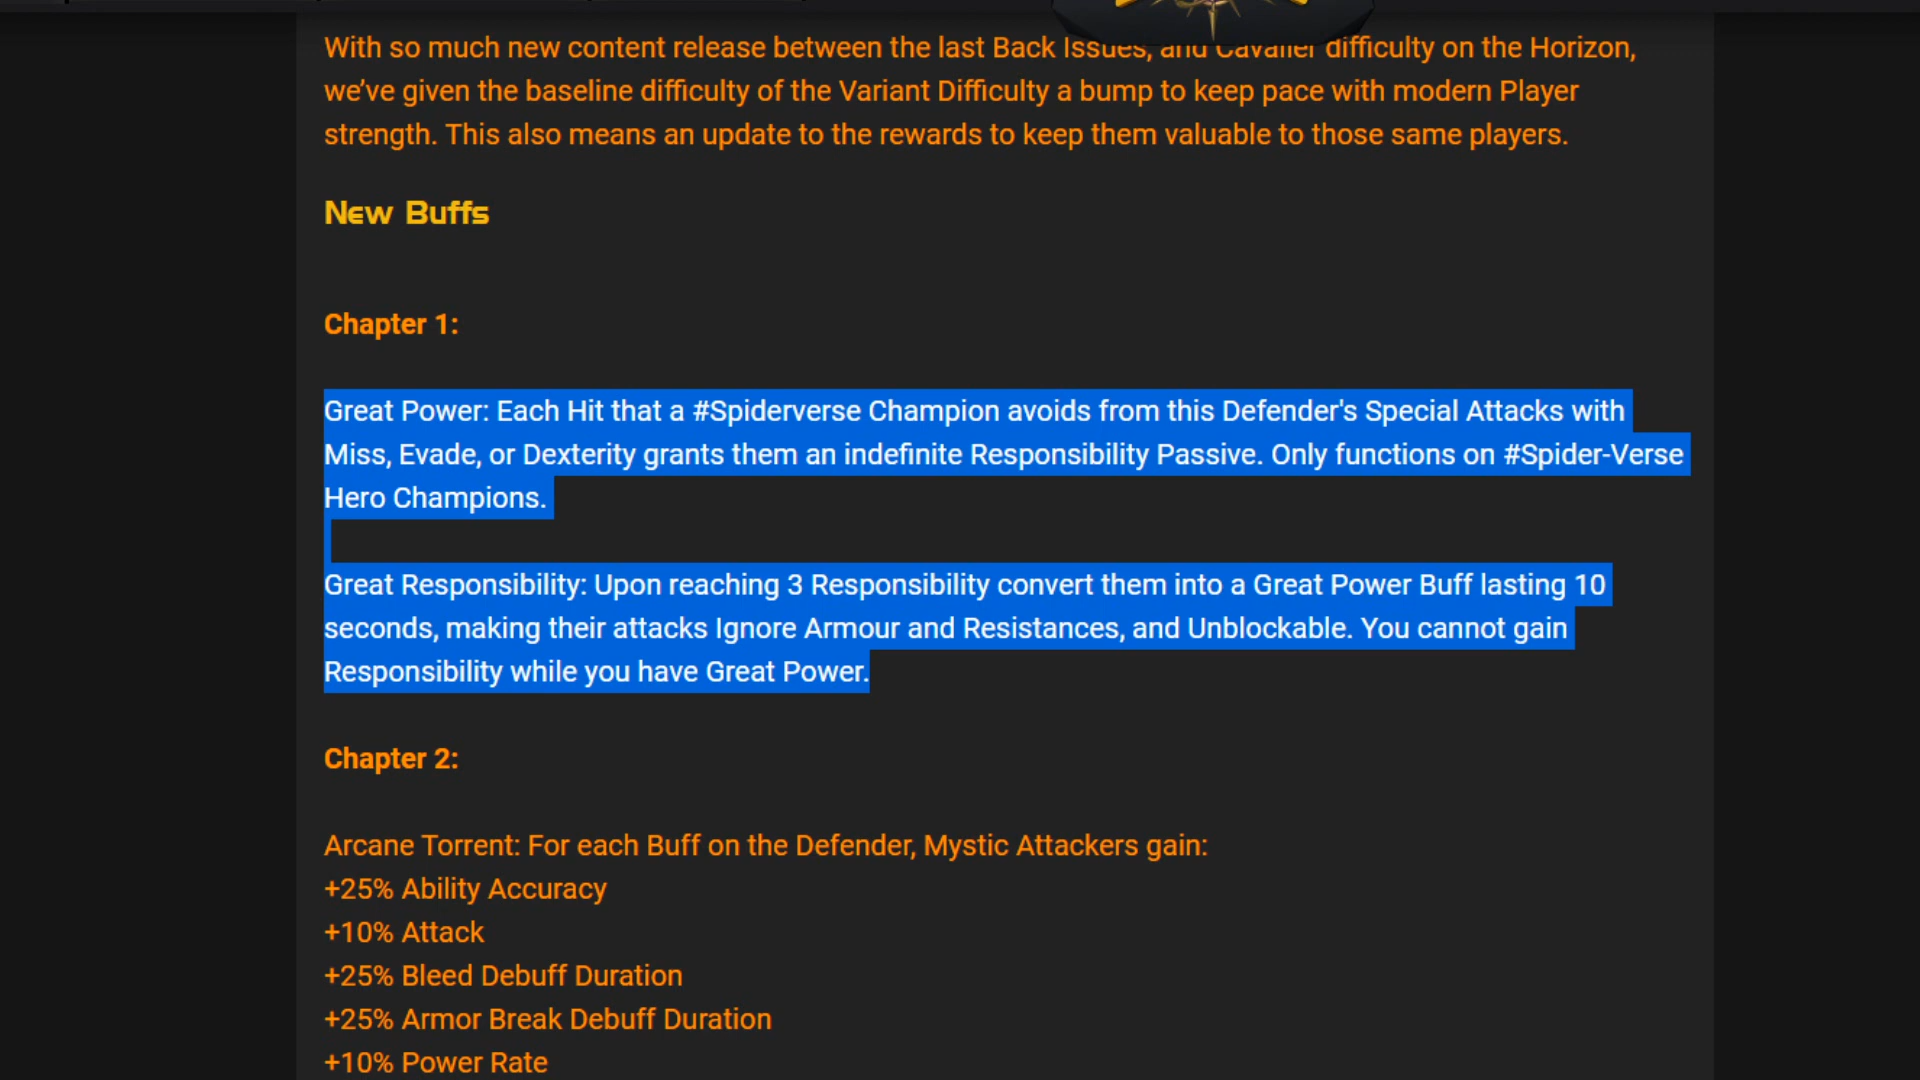 With so much new content release between the last Back Issues, and Cavalier difficulty on the Horizon,
we’ve given the baseline difficulty of the Variant Difficulty a bump to keep pace with modern Player
strength. This also means an update to the rewards to keep them valuable to those same players.
New Buffs
Chapter 1:
Great Power: Each Hit that a #Spiderverse Champion avoids from this Defender's Special Attacks with
Miss, Evade, or Dexterity grants them an indefinite Responsibility Passive. Only functions on #Spider-Verse
Hero Champions.
Great Responsibility: Upon reaching 3 Responsibility convert them into a Great Power Buff lasting 10
seconds, making their attacks Ignore Armour and Resistances, and Unblockable. You cannot gain
Responsibility while you have Great Power.
Chapter 2:
Arcane Torrent: For each Buff on the Defender, Mystic Attackers gain:
+25% Ability Accuracy
+10% Attack
+25% Bleed Debuff Duration
+25% Armor Break Debuff Duration
+10% Power Rate